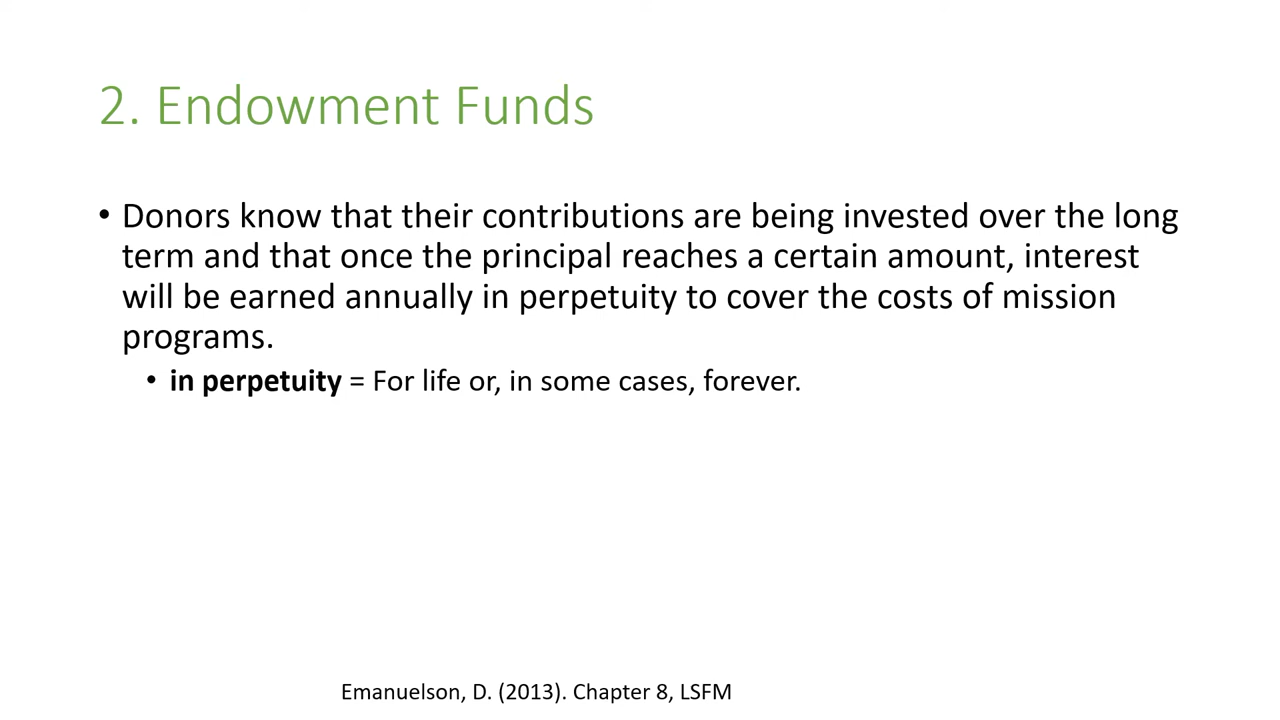 2. Endowment Funds
• Donors know that their contributions are being invested over the long
term and that once the principal reaches a certain amount, interest
will be earned annually in perpetuity to cover the costs of mission
programs.
• in perpetuity = For life or, in some cases, forever.
Emanuelson, D. (2013). Chapter 8, LSFM